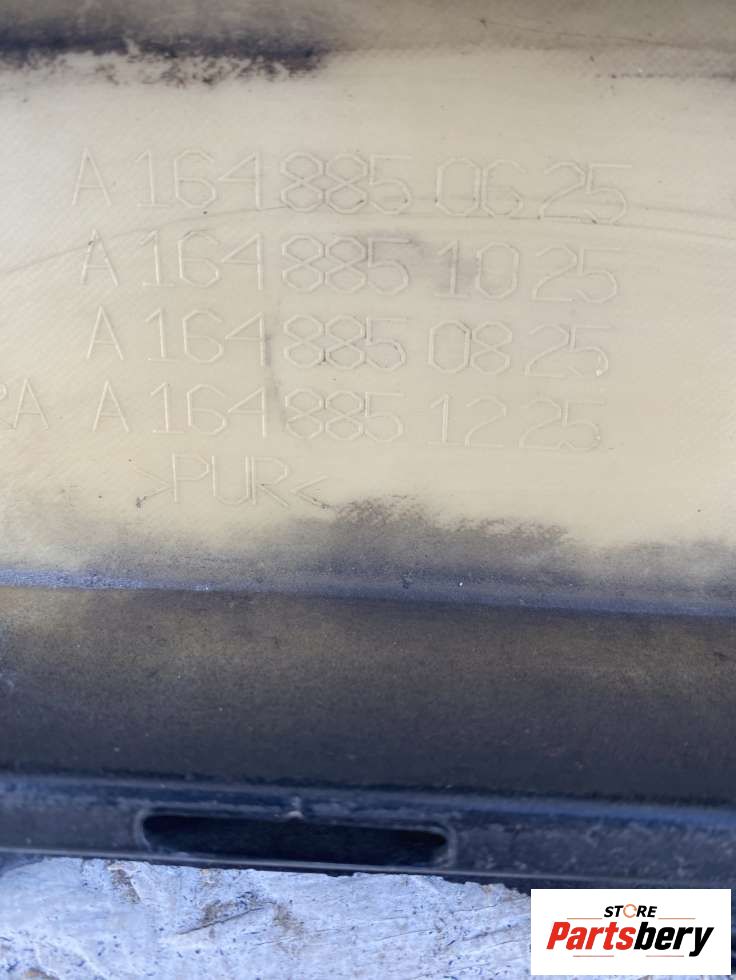 A 164 885 06 25
A 164 885 10 25
A 164 885 08 25
A 164 885 12 25
>PUR<
STORE
Partsbery